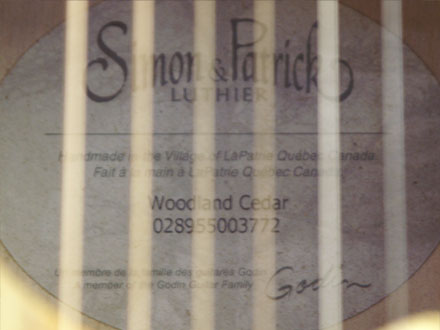 Simon & Patrick
LUTHIER
Handmade in the Village of LaPatrie Québec Canada
Fait à la main à LaPatrie Québec Canada
Woodland Cedar
028955003772
Un membre de la famille des guitares Godin
A member of the Godin Guitar Family
Godin